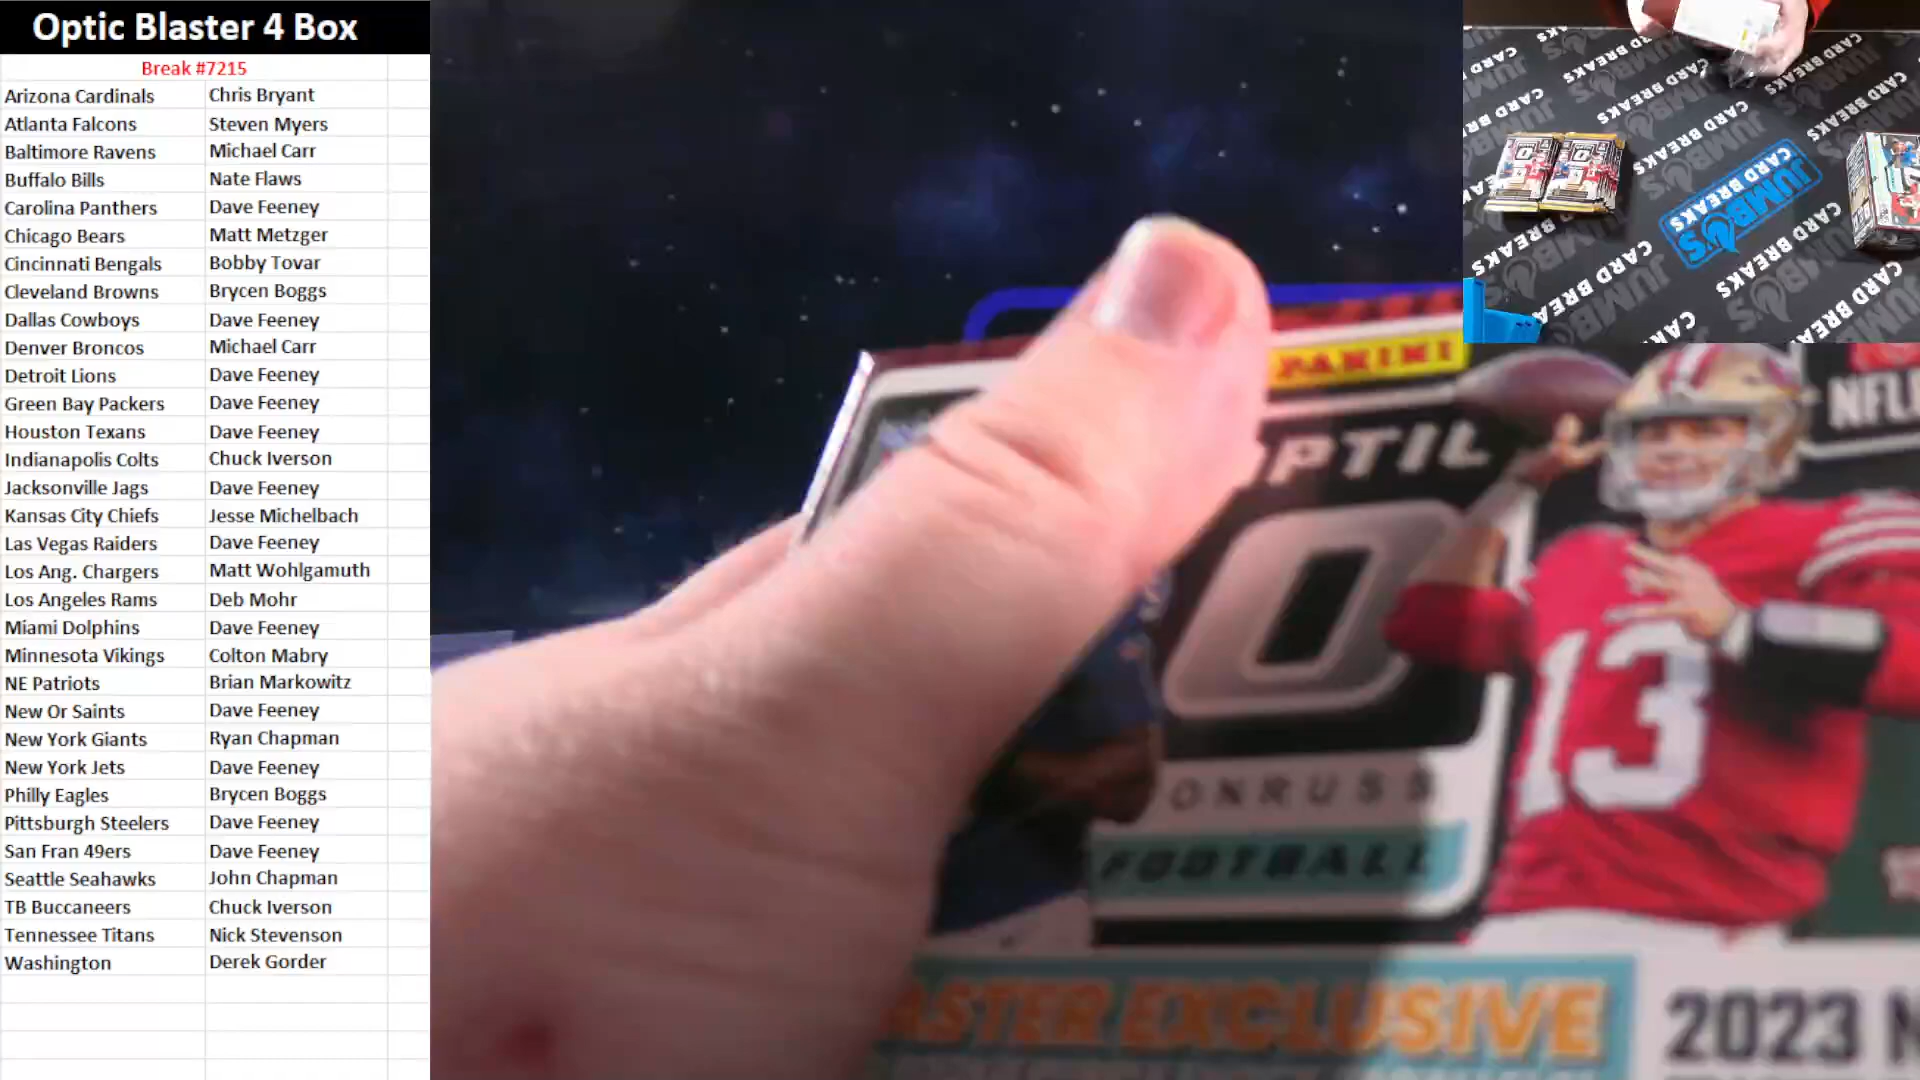 Optic Blaster 4 Box
Break #7215
Arizona Cardinals Chris Bryant
Atlanta Falcons Steven Myers
Baltimore Ravens Michael Carr
Buffalo Bills Nate Flaws
Carolina Panthers Dave Feeney
Chicago Bears Matt Metzger
Cincinnati Bengals Bobby Tovar
Cleveland Browns Brycen Boggs
Dallas Cowboys Dave Feeney
Denver Broncos Michael Carr
Detroit Lions Dave Feeney
Green Bay Packers Dave Feeney
Houston Texans Dave Feeney
Indianapolis Colts Chuck Iverson
Jacksonville Jags Dave Feeney
Kansas City Chiefs Jesse Michelbach
Las Vegas Raiders Dave Feeney
Los Ang. Chargers Matt Wohlgamuth
Los Angeles Rams Deb Mohr
Miami Dolphins Dave Feeney
Minnesota Vikings Colton Mabry
NE Patriots Brian Markowitz
New Or Saints Dave Feeney
New York Giants Ryan Chapman
New York Jets Dave Feeney
Philly Eagles Brycen Boggs
Pittsburgh Steelers Dave Feeney
San Fran 49ers Dave Feeney
Seattle Seahawks John Chapman
TB Buccaneers Chuck Iverson
Tennessee Titans Nick Stevenson
Washington Derek Gorder
PANINI
NFL
FOOTBALL
13
EXCLUSIVE
2023
JUMBO'S
CARD BREAKS